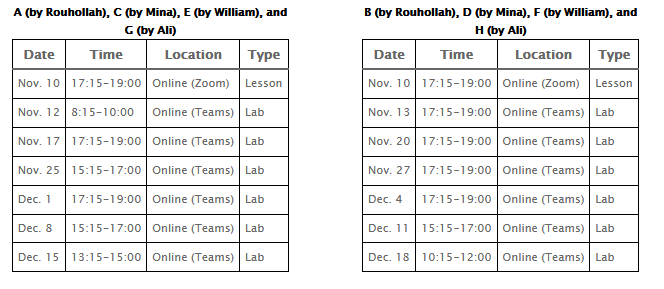 A (by Rouhollah), C (by Mina), E (by William), and
G (by Ali)
Date Time Location Type
Nov. 10 17:15-19:00 Online (Zoom) Lesson
Nov. 12 8:15-10:00 Online (Teams) Lab
Nov. 17 17:15-19:00 Online (Teams) Lab
Nov. 25 15:15-17:00 Online (Teams) Lab
Dec. 1 17:15-19:00 Online (Teams) Lab
Dec. 8 15:15-17:00 Online (Teams) Lab
Dec. 15 13:15-15:00 Online (Teams) Lab
B (by Rouhollah), D (by Mina), F (by William), and
H (by Ali)
Date Time Location Type
Nov. 10 17:15-19:00 Online (Zoom) Lesson
Nov. 13 17:15-19:00 Online (Teams) Lab
Nov. 20 17:15-19:00 Online (Teams) Lab
Nov. 27 17:15-19:00 Online (Teams) Lab
Dec. 4 17:15-19:00 Online (Teams) Lab
Dec. 11 15:15-17:00 Online (Teams) Lab
Dec. 18 10:15-12:00 Online (Teams) Lab